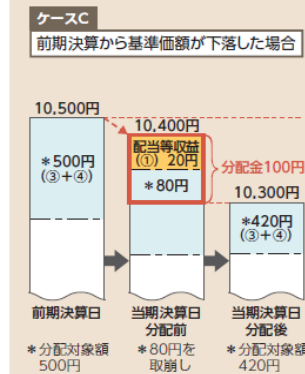 ケースC
前期決算から基準価額が下落した場合
10,500円
10,400円
配当等収益
(①) 20円
*500円
(③+④)
*80円
分配金100円
10,300円
*420円
(③+④)
前期決算日
当期決算日
分配前
当期決算日
分配後
*分配対象額
500円
*80円を
取崩し
*分配対象額
420円